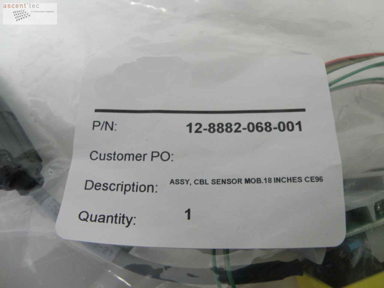 ascent tec
P/N: 12-8882-068-001
Customer PO:
Description: ASSY, CBL SENSOR MOB.18 INCHES CE96
Quantity: 1